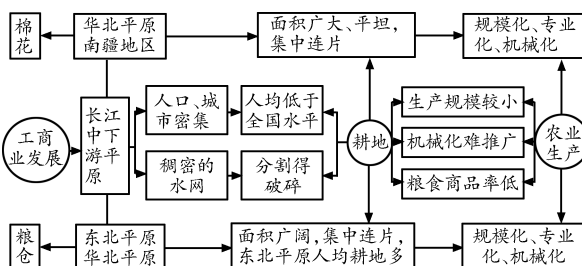 棉花
华北平原
南疆地区
面积广大、平坦,
集中连片
规模化、专业
化、机械化
工商
业发展
长江
中下
游平
原
人口、城
市密集
人均低于
全国水平
稠密的
水网
分割得
破碎
耕地
生产规模较小
机械化难推广
粮食商品率低
农业
生产
粮
仓
东北平原
华北平原
面积广阔,集中连片,
东北平原人均耕地多
规模化、专业
化、机械化